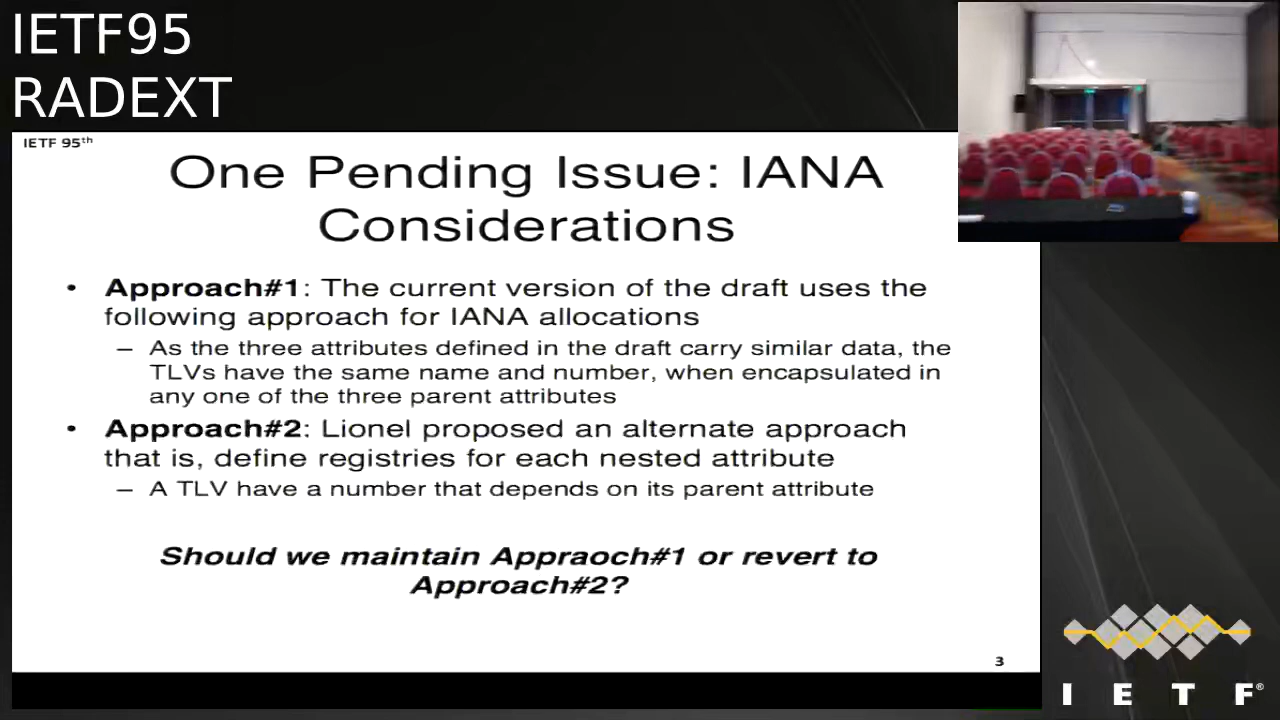 IETF95
RADEXT
IETF 95th
One Pending Issue: IANA
Considerations
• Approach#1: The current version of the draft uses the
following approach for IANA allocations
– As the three attributes defined in the draft carry similar data, the
TLVs have the same name and number, when encapsulated in
any one of the three parent attributes
• Approach#2: Lionel proposed an alternate approach
that is, define registries for each nested attribute
– A TLV have a number that depends on its parent attribute
Should we maintain Appraoch#1 or revert to
Approach#2?
3
I E T F®